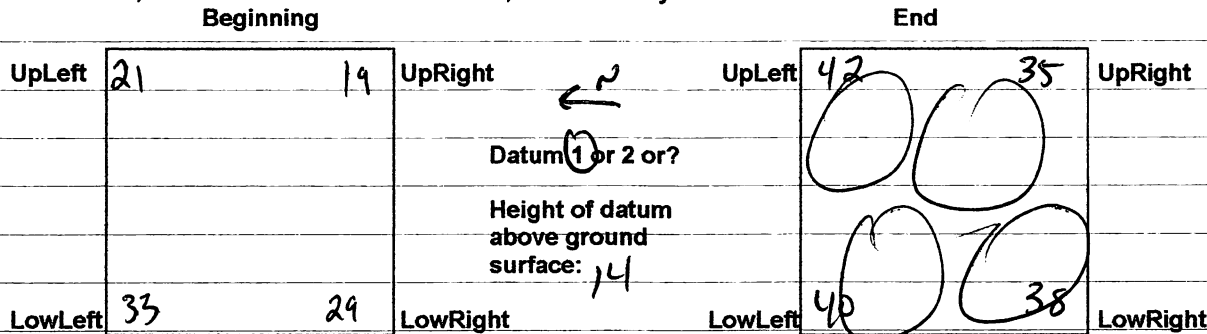 Beginning End
UpLeft 21 19 UpRight UpLeft 42 35 UpRight
N
Datum 1 or 2 or?
Height of datum
above ground
surface: 14
LowLeft 33 29 LowRight LowLeft 40 38 LowRight